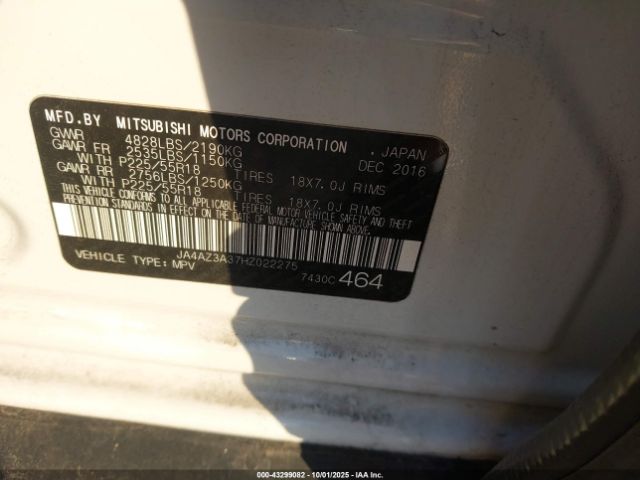 MFD.BY MITSUBISHI MOTORS CORPORATION , JAPAN
GVWR 4828LBS/2190KG DEC 2016
GAWR FR 2535LBS/1150KG
WITH P225/55R18 TIRES 18X7.0J RIMS
GAWR RR 2756LBS/1250KG
WITH P225/55R18 TIRES 18X7.0J RIMS
THIS VEHICLE CONFORMS TO ALL APPLICABLE FEDERAL MOTOR VEHICLE SAFETY AND THEFT
PREVENTION STANDARDS IN EFFECT ON THE DATE OF MANUFACTURE SHOWN ABOVE.
JA4AZ3A37HZ022275
VEHICLE TYPE: MPV 7430C 464
000-43299082 - 10/01/2025 - IAAI.COM